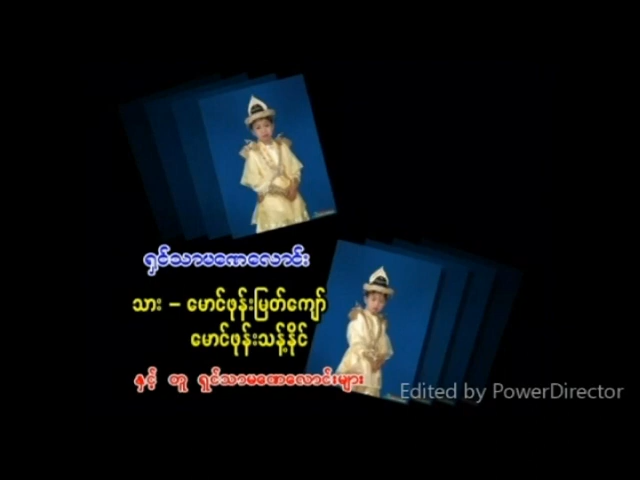 ရှင်သာမဏေလောင်း
သား – မောင်ဖုန်းမြတ်ကျော်
မောင်ဖုန်းသန့်နိုင်
နှင့် တူ ရှင်သာမဏေလောင်းများ
Edited by PowerDirector